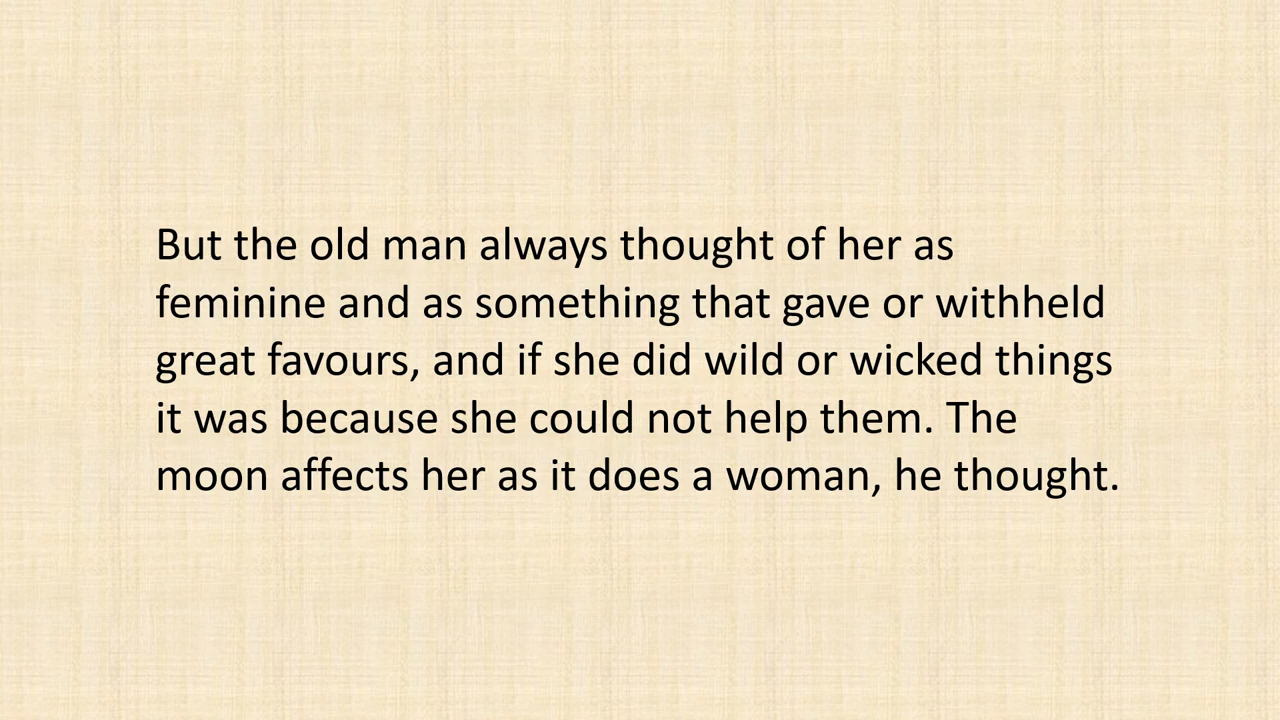 But the old man always thought of her as
feminine and as something that gave or withheld
great favours, and if she did wild or wicked things
it was because she could not help them. The
moon affects her as it does a woman, he thought.